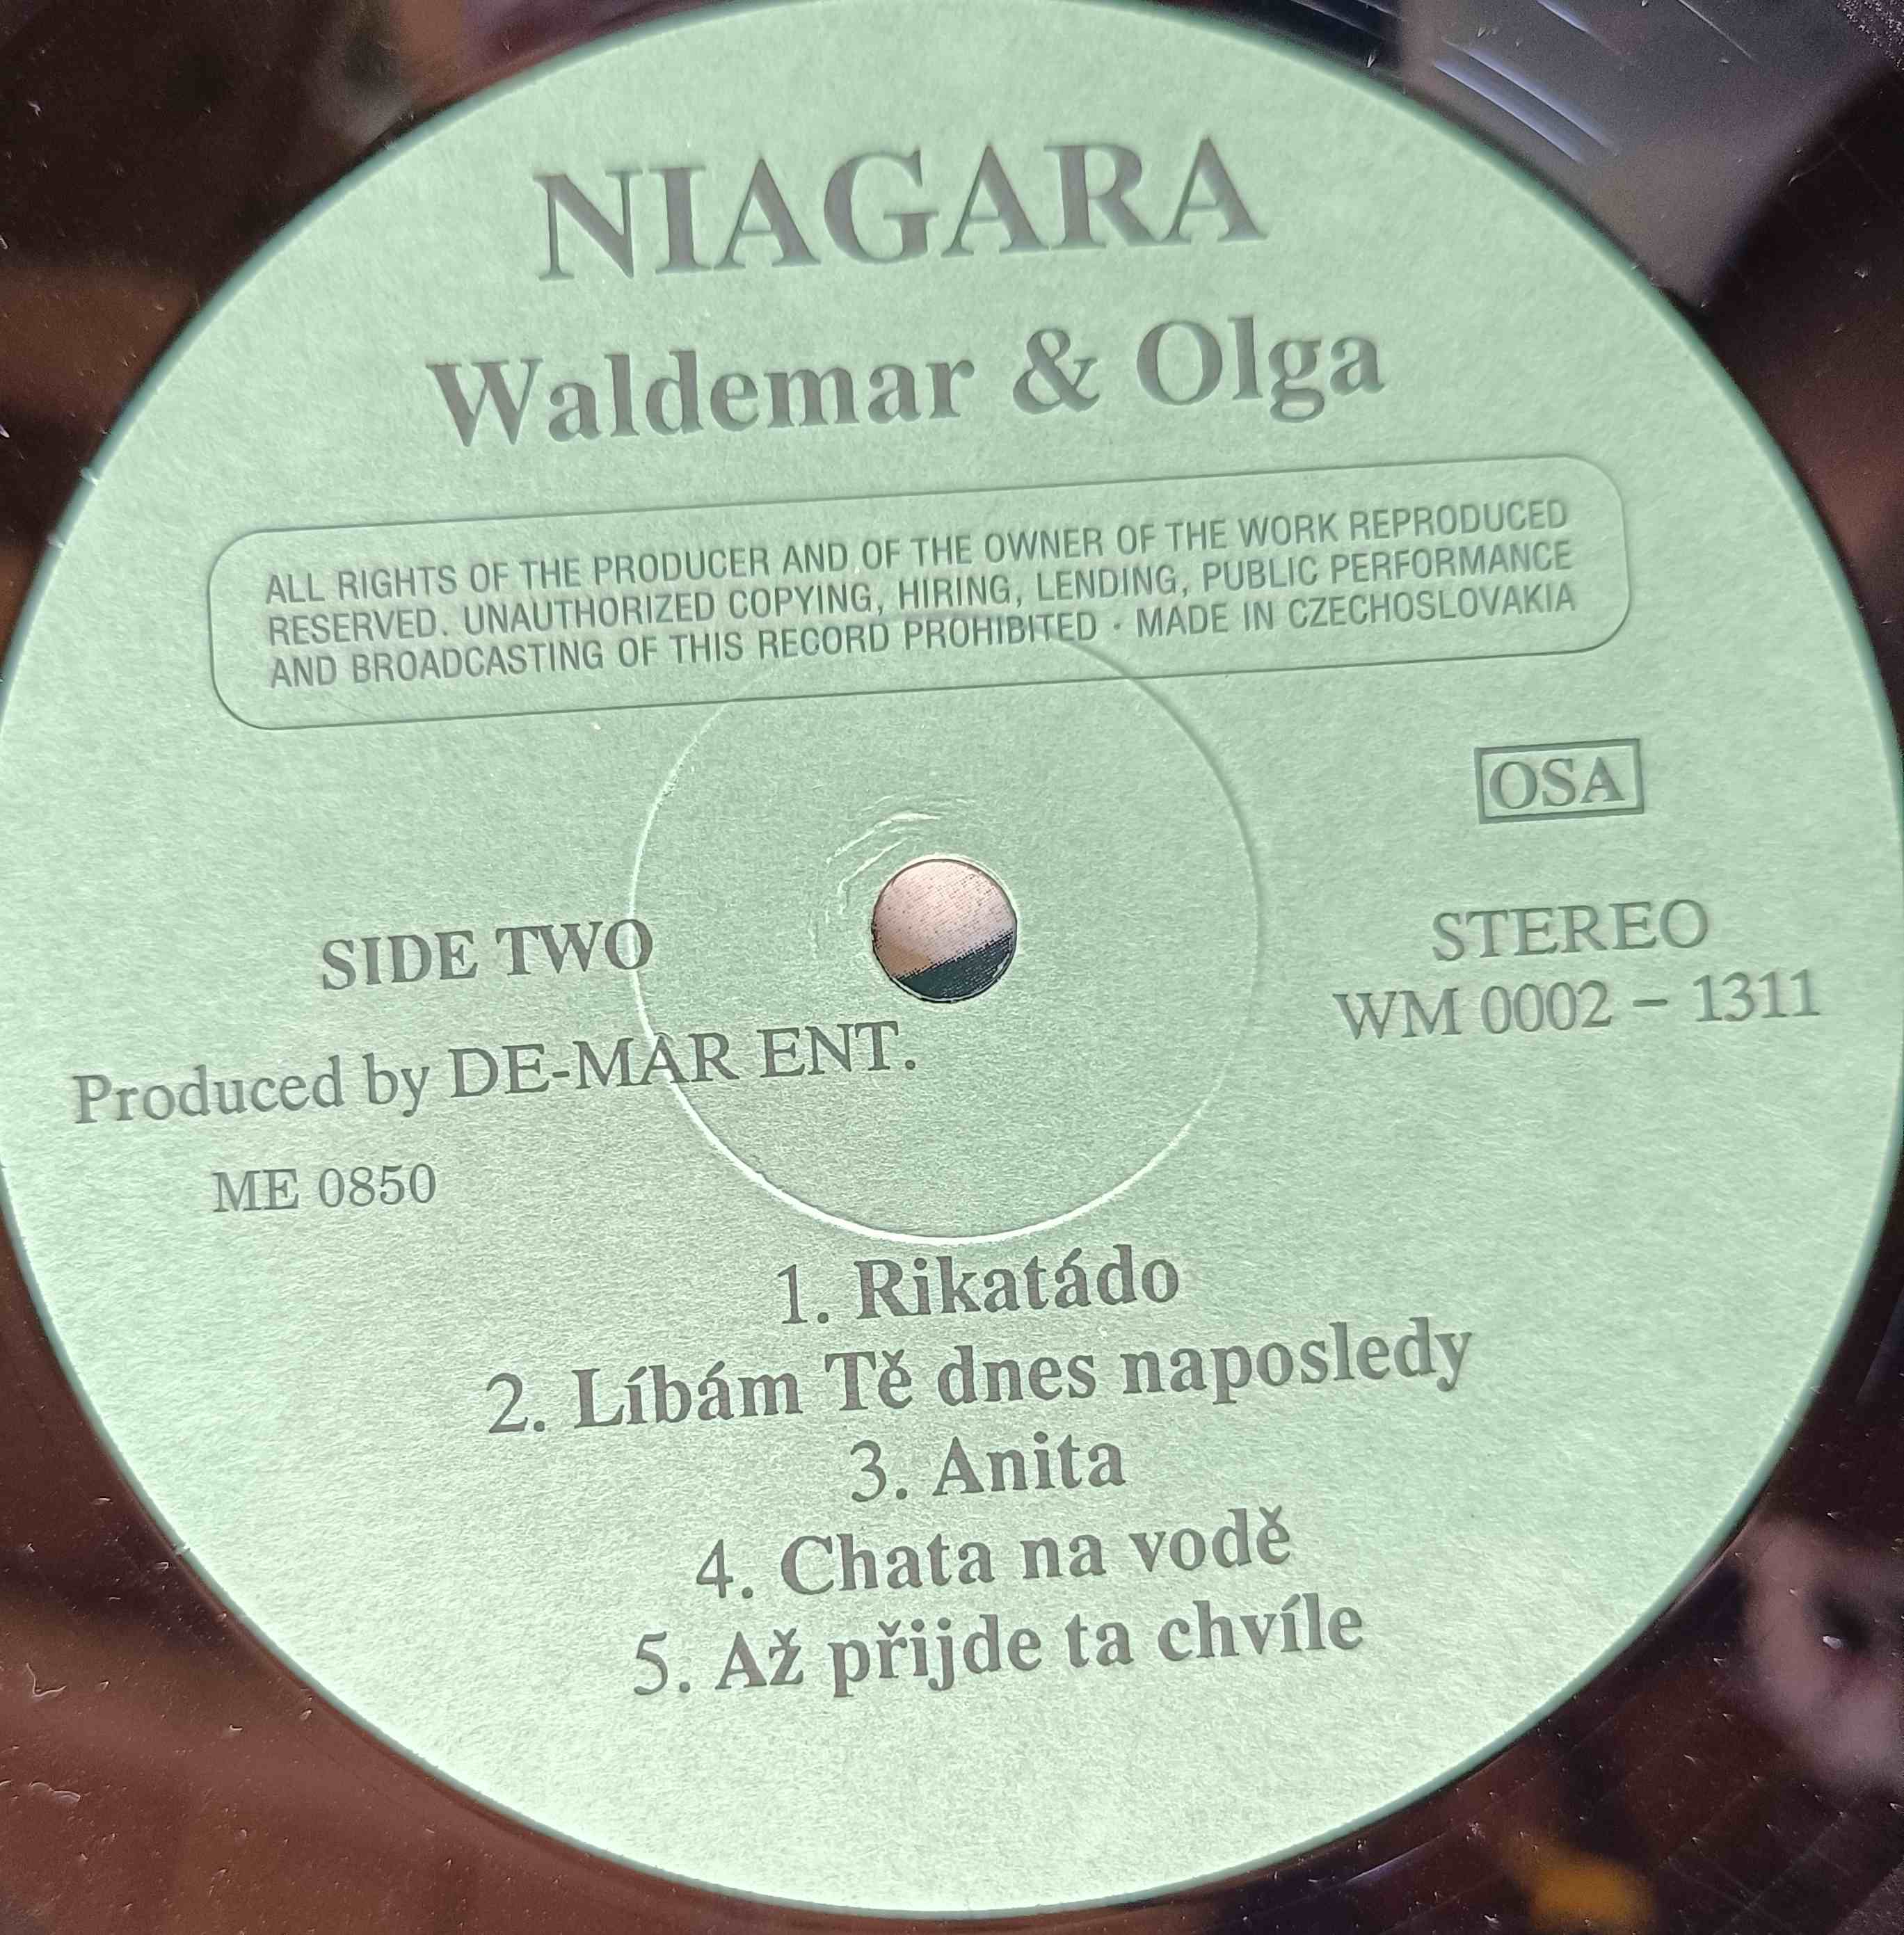 NIAGARA
Waldemar & Olga
ALL RIGHTS OF THE PRODUCER AND OF THE OWNER OF THE WORK REPRODUCED
RESERVED. UNAUTHORIZED COPYING, HIRING, LENDING, PUBLIC PERFORMANCE
AND BROADCASTING OF THIS RECORD PROHIBITED · MADE IN CZECHOSLOVAKIA
OSA
SIDE TWO
STEREO
WM 0002 – 1311
Produced by DE-MAR ENT.
ME 0850
1. Rikatádo
2. Líbám Tě dnes naposledy
3. Anita
4. Chata na vodě
5. Až přijde ta chvíle